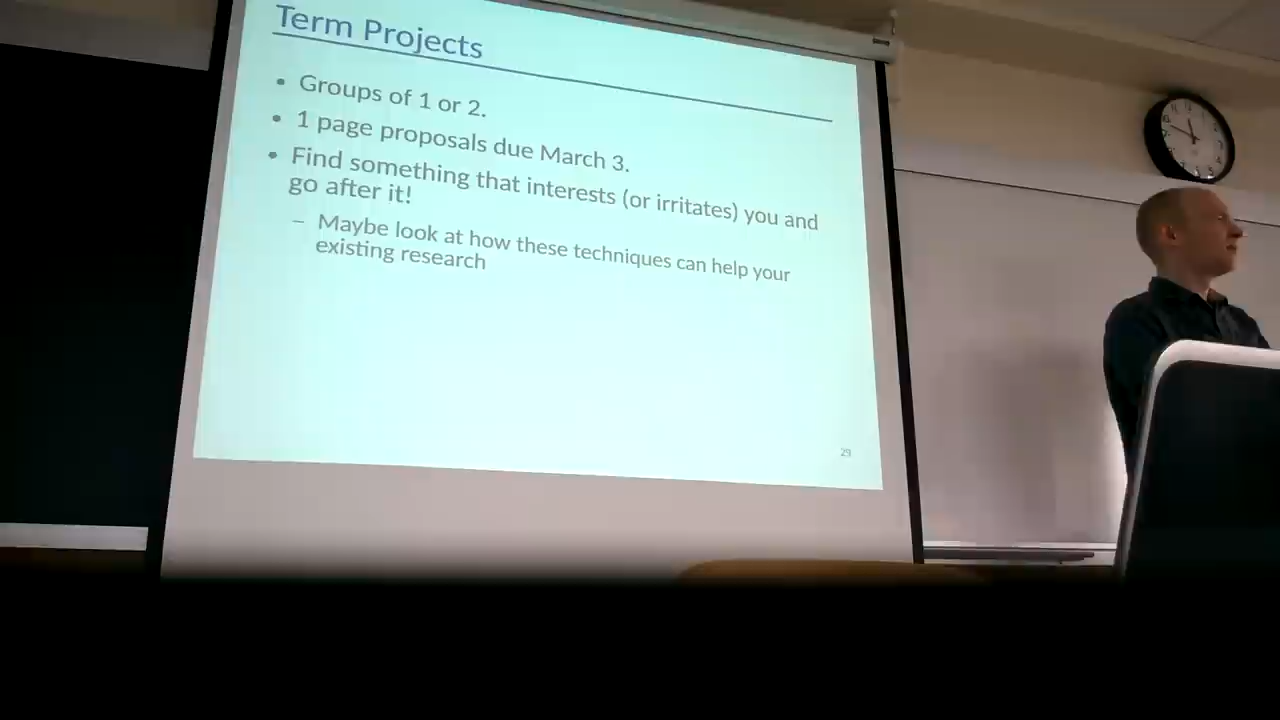 Term Projects
• Groups of 1 or 2.
• 1 page proposals due March 3.
• Find something that interests (or irritates) you and
go after it!
– Maybe look at how these techniques can help your
existing research
29